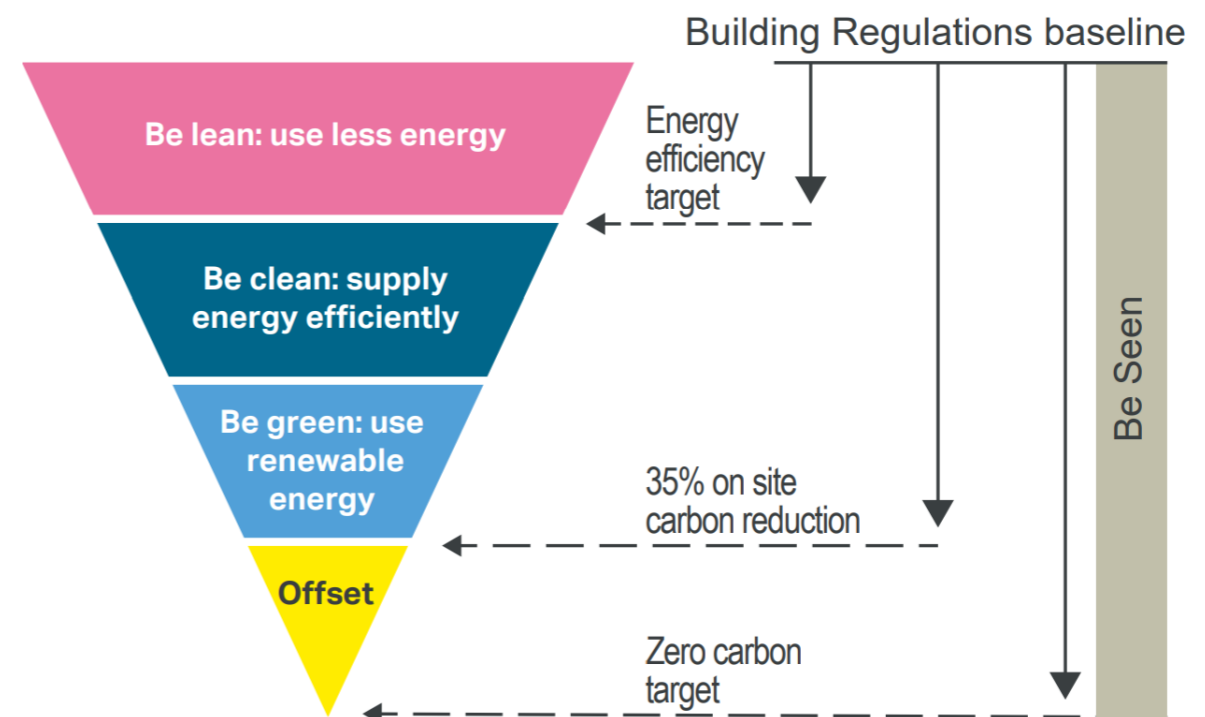 Building Regulations baseline
Be lean: use less energy
Energy
efficiency
target
Be clean: supply
energy efficiently
Be Seen
Be green: use
renewable
energy
35% on site
carbon reduction
Offset
Zero carbon
target